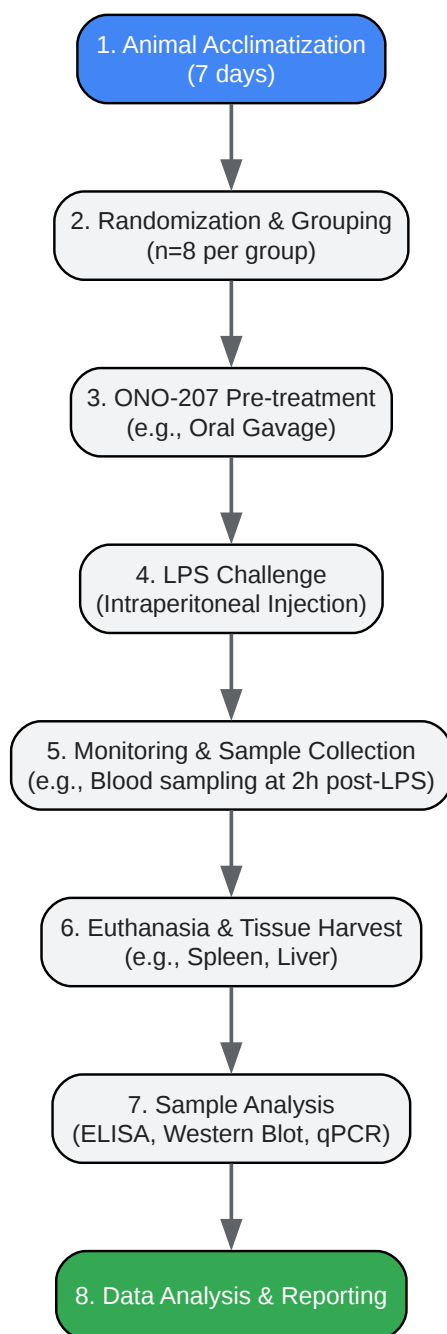 1. Animal Acclimatization
(7 days)
2. Randomization & Grouping
(n=8 per group)
3. ONO-207 Pre-treatment
(e.g., Oral Gavage)
4. LPS Challenge
(Intraperitoneal Injection)
5. Monitoring & Sample Collection
(e.g., Blood sampling at 2h post-LPS)
6. Euthanasia & Tissue Harvest
(e.g., Spleen, Liver)
7. Sample Analysis
(ELISA, Western Blot, qPCR)
8. Data Analysis & Reporting